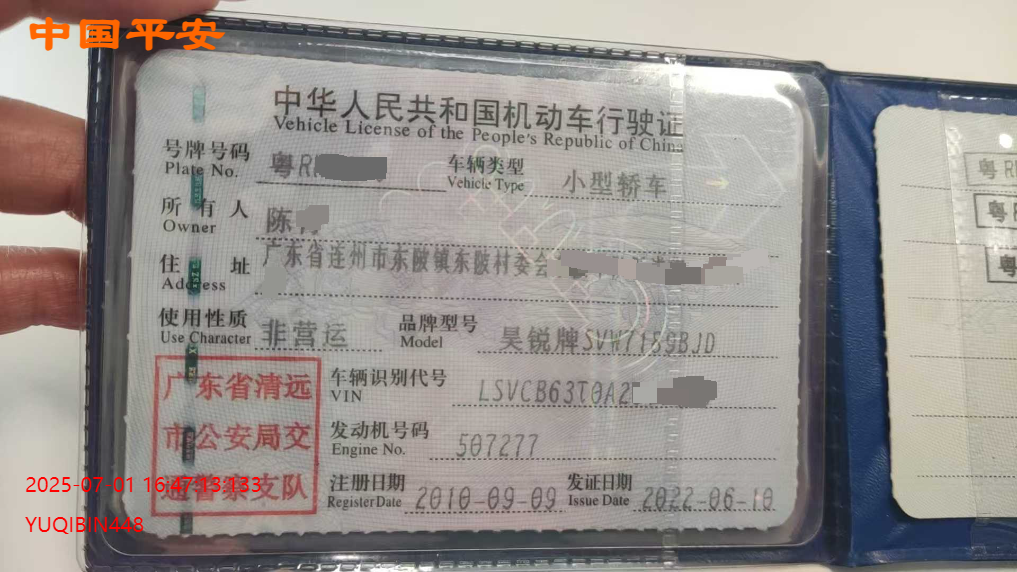 中国平安
中华人民共和国机动车行驶证
Vehicle License of the People's Republic of China
号牌号码 粤R 车辆类型 小型轿车
Plate No. Vehicle Type
所有人 陈
Owner
住址 广东省连州市东陂镇东陂村委会
Address
使用性质 非营运 品牌型号 昊锐牌SVW7189BJD
Use Character Model
广东省清远 车辆识别代号 LSVCB63T0A2
VIN
市公安局交 发动机号码 507277
Engine No.
通警察支队 注册日期 2010-09-09 发证日期 2022-06-10
Register Date Issue Date
2025-07-01 16:47:13.133
YUQIBIN448
粤R
粤
粤